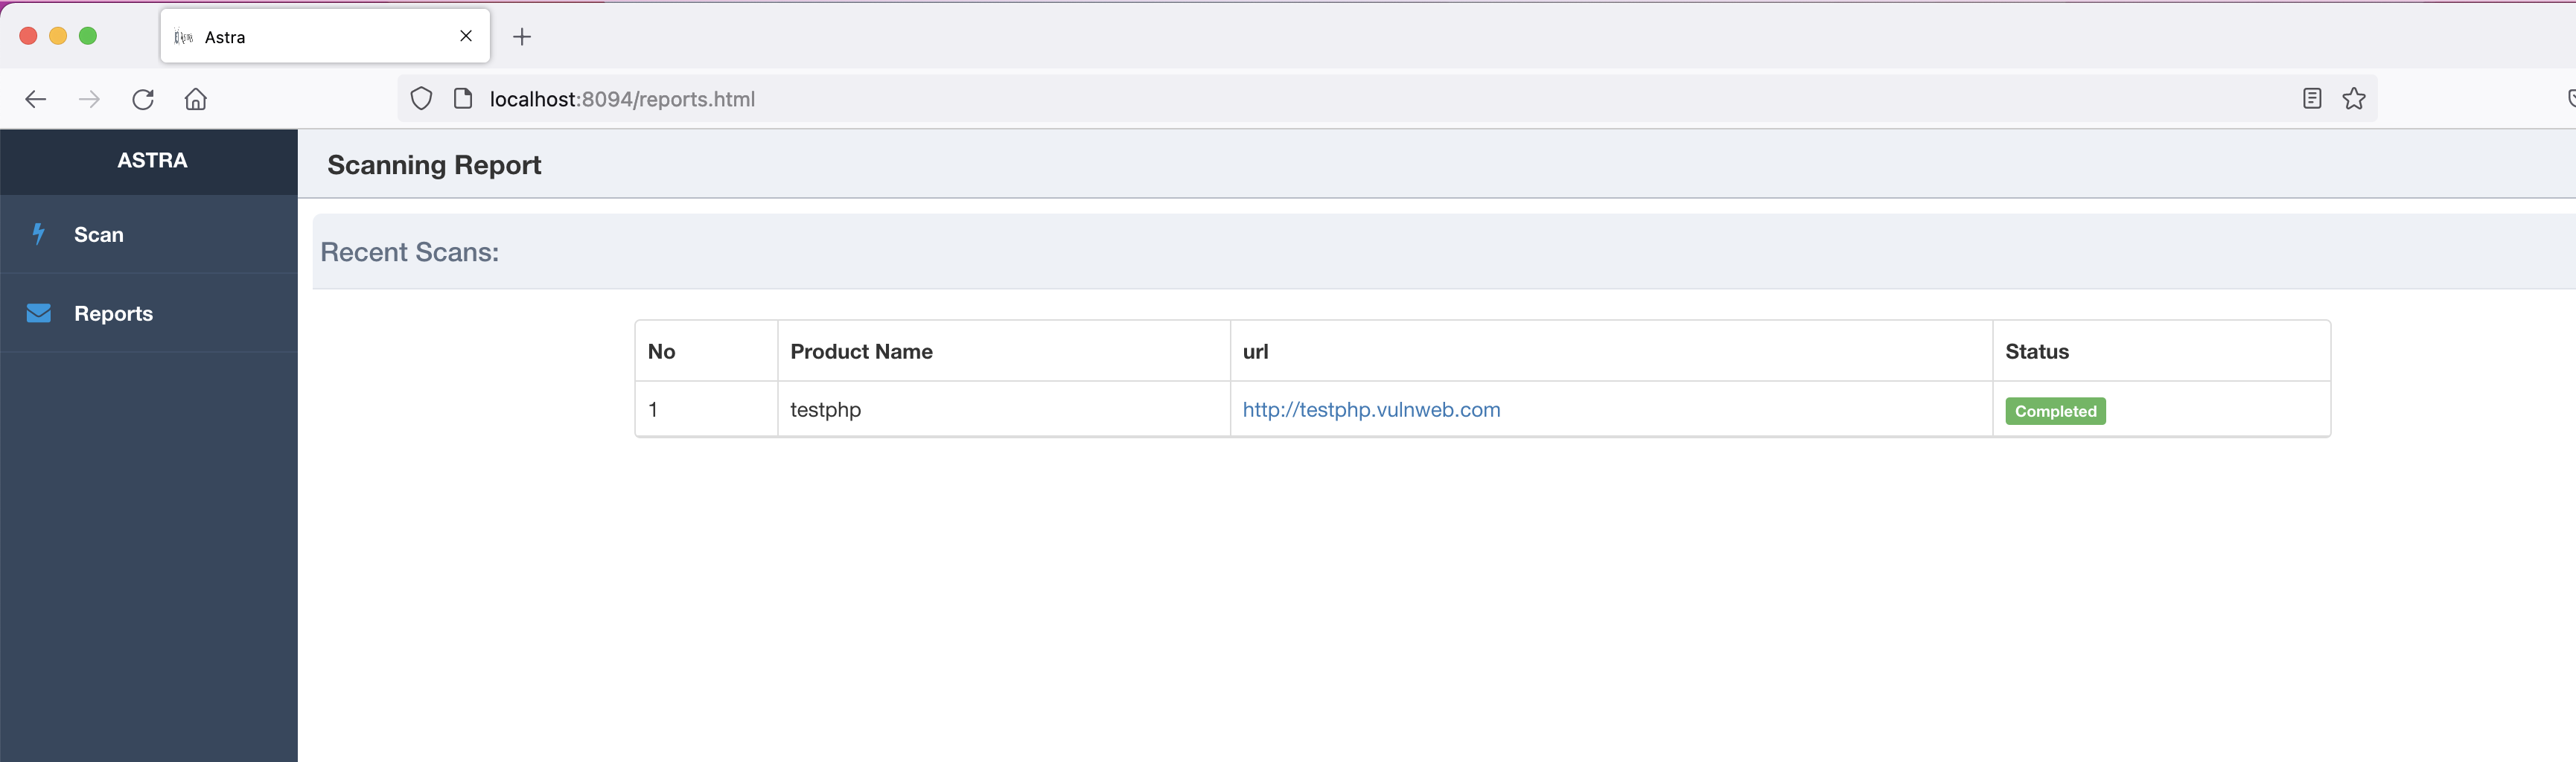 Astra
localhost:8094/reports.html
ASTRA
Scan
Reports
Scanning Report
Recent Scans:
No Product Name url Status
1 testphp http://testphp.vulnweb.com Completed